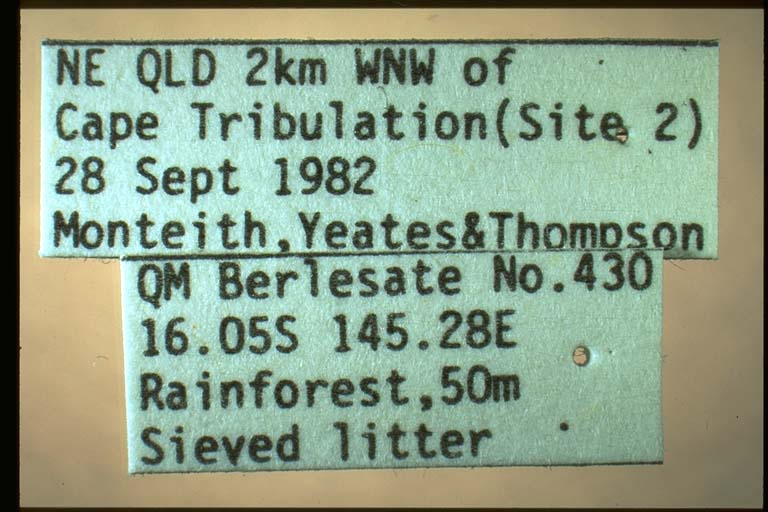 NE QLD 2km WNW of
Cape Tribulation(Site 2)
28 Sept 1982
Monteith,Yeates&Thompson
QM Berlesate No.430
16.05S 145.28E
Rainforest,50m
Sieved litter